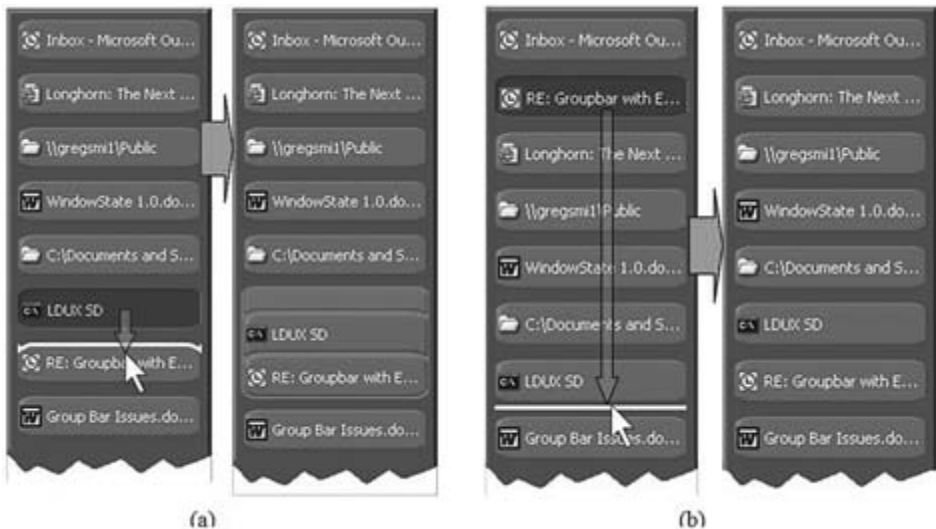 Inbox - Microsoft Ou...
Longhorn: The Next ...
\\gregsmi1\Public
WindowState 1.0.do...
C:\Documents and S...
LDUX SD
RE: Groupbar with E...
Group Bar Issues.do...
Inbox - Microsoft Ou...
Longhorn: The Next ...
\\gregsmi1\Public
WindowState 1.0.do...
C:\Documents and S...
LDUX SD
RE: Groupbar with E...
Group Bar Issues.do...
(a)
Inbox - Microsoft Ou...
RE: Groupbar with E...
Longhorn: The Next ...
\\gregsmi1\Public
WindowState 1.0.do...
C:\Documents and S...
LDUX SD
Group Bar Issues.do...
Inbox - Microsoft Ou...
Longhorn: The Next ...
\\gregsmi1\Public
WindowState 1.0.do...
C:\Documents and S...
LDUX SD
RE: Groupbar with E...
Group Bar Issues.do...
(b)